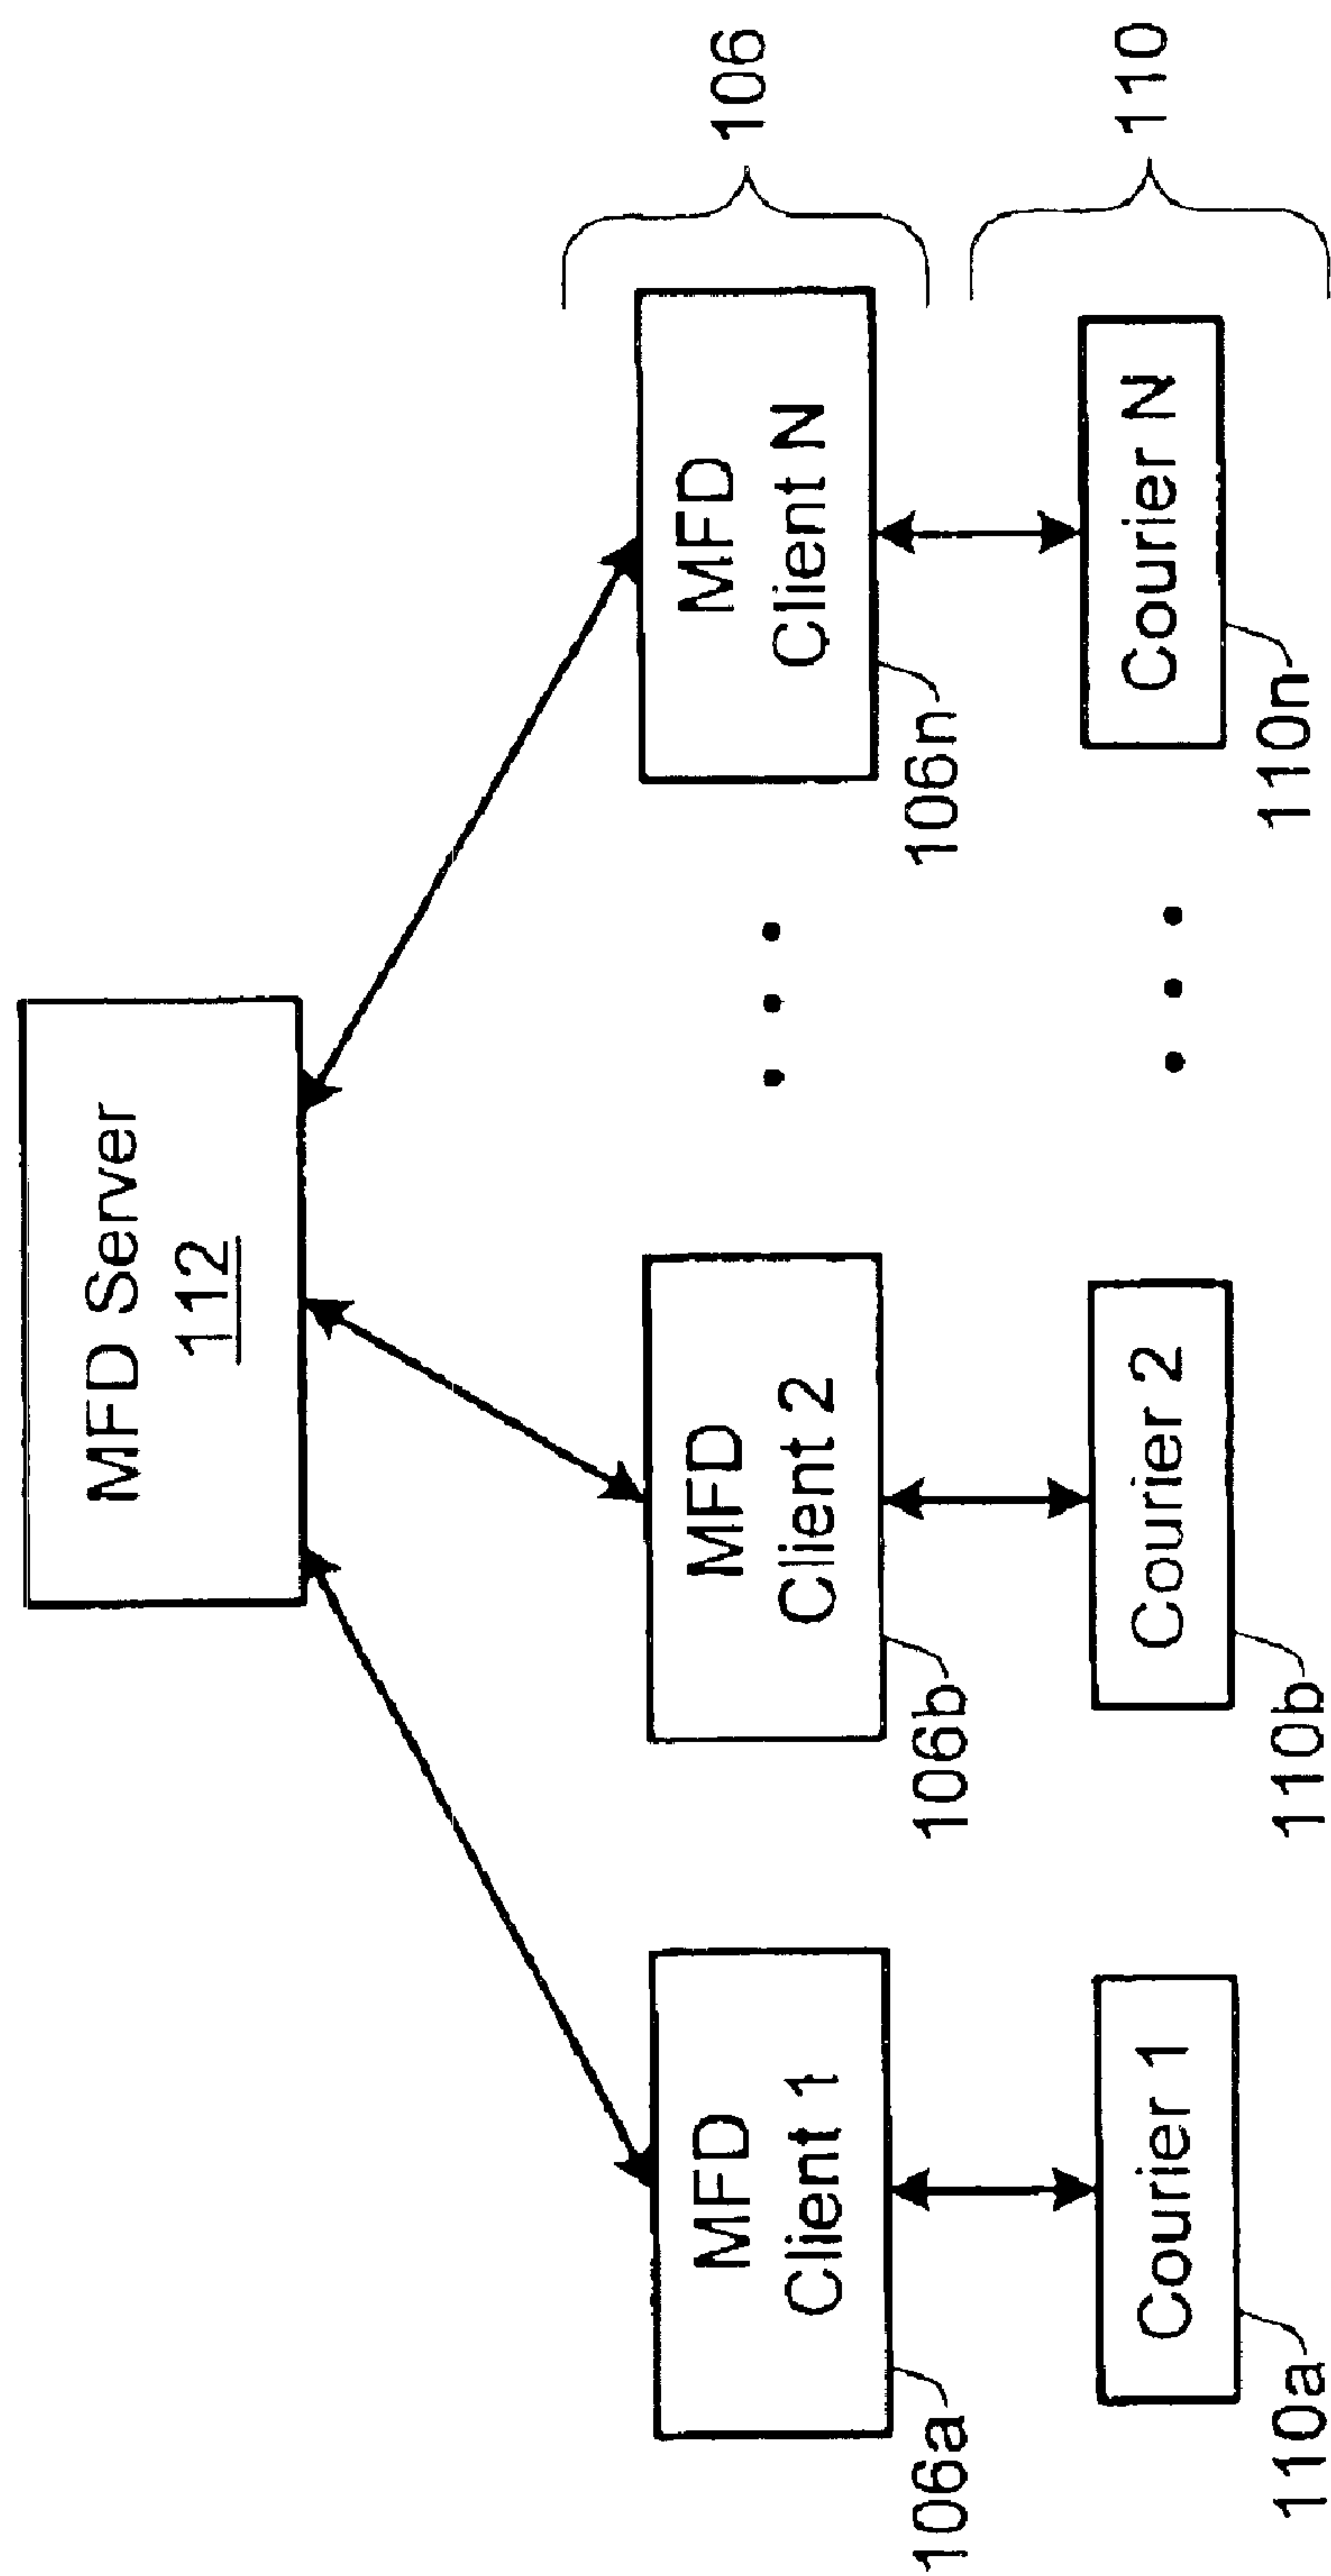 MFD Server
112
MFD
Client 1
106a
MFD
Client 2
106b
MFD
Client N
106n
106
Courier 1
110a
Courier 2
110b
Courier N
110n
110